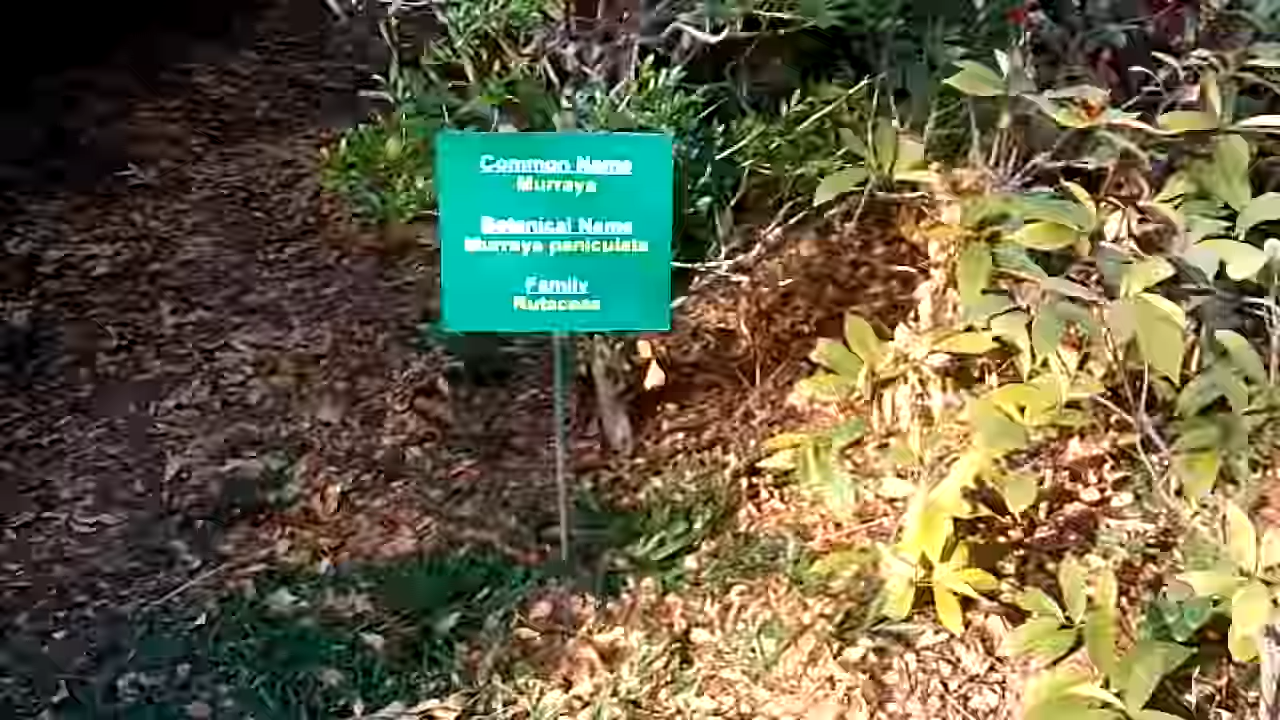 Common Name
Murraya
Botanical Name
Murraya paniculata
Family
Rutaceae